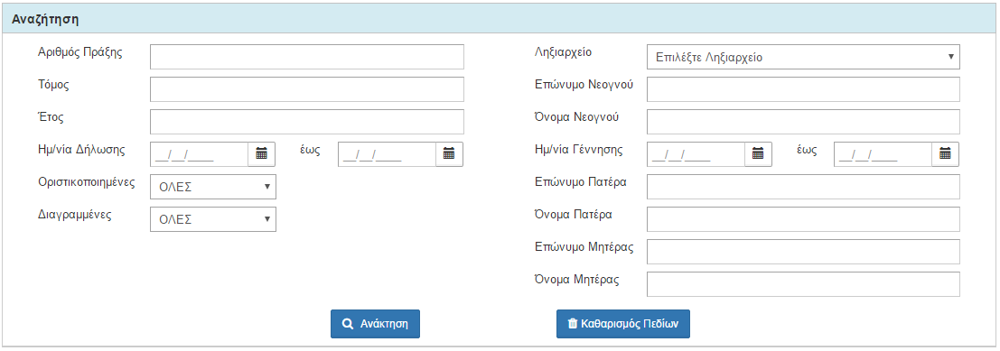 Αναζήτηση
Αριθμός Πράξης
Ληξιαρχείο Επιλέξτε Ληξιαρχείο
Τόμος
Επώνυμο Νεογνού
Έτος
Όνομα Νεογνού
Ημ/νία Δήλωσης __/__/____ έως __/__/____
Ημ/νία Γέννησης __/__/____ έως __/__/____
Οριστικοποιημένες ΟΛΕΣ
Επώνυμο Πατέρα
Διαγραμμένες ΟΛΕΣ
Όνομα Πατέρα
Επώνυμο Μητέρας
Όνομα Μητέρας
Ανάκτηση
Καθαρισμός Πεδίων